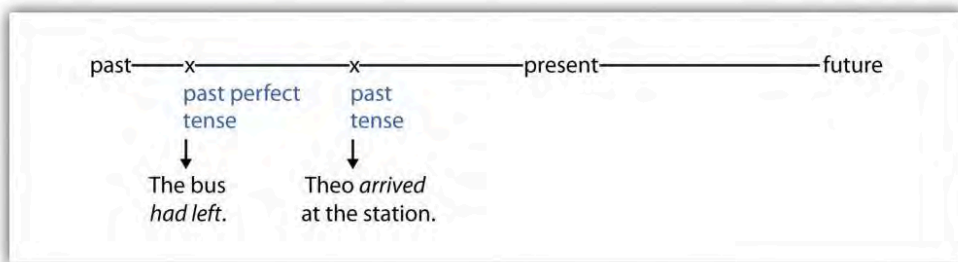 past x x present future
past perfect past
tense tense
The bus Theo arrived
had left. at the station.